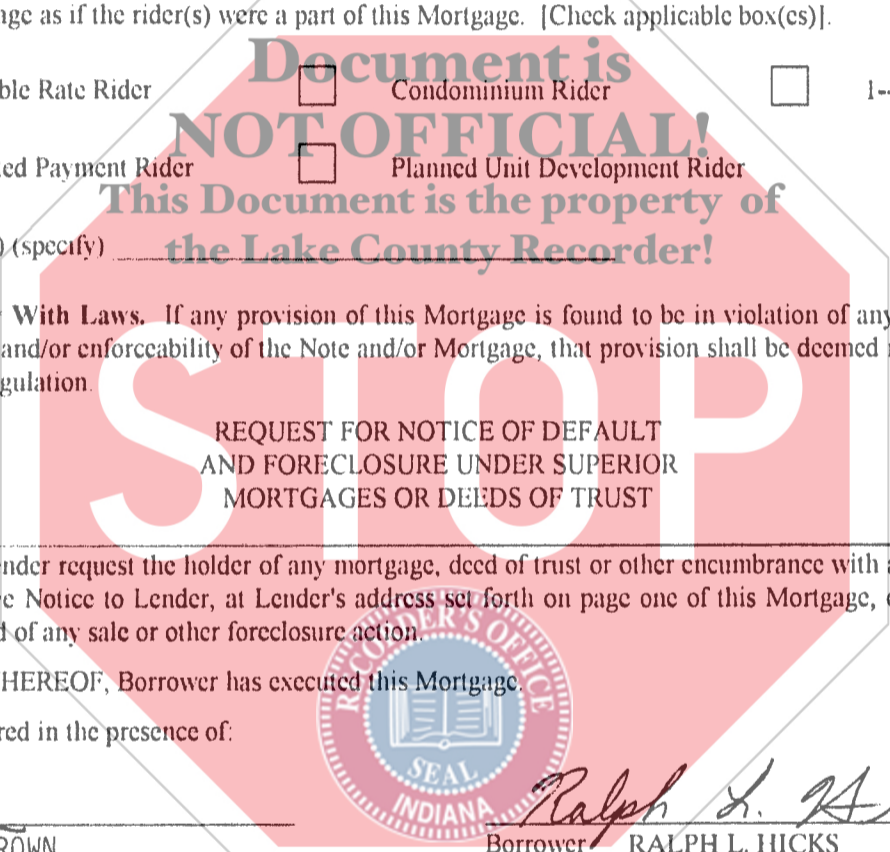 nge as if the rider(s) were a part of this Mortgage. [Check applicable box(es)].
Document is
ble Rate Rider Condominium Rider 1-
NOT OFFICIAL!
ed Payment Rider Planned Unit Development Rider
This Document is the property of
) (specify)
the Lake County Recorder!
With Laws. If any provision of this Mortgage is found to be in violation of any
and/or enforceability of the Note and/or Mortgage, that provision shall be deemed
gulation.
STOP
REQUEST FOR NOTICE OF DEFAULT
AND FORECLOSURE UNDER SUPERIOR
MORTGAGES OR DEEDS OF TRUST
nder request the holder of any mortgage, deed of trust or other encumbrance with a
e Notice to Lender, at Lender's address set forth on page one of this Mortgage,
d of any sale or other foreclosure action.
RECORDER'S OFFICE
HEREOF, Borrower has executed this Mortgage.
red in the presence of:
SEAL
INDIANA
Ralph L. H
ROWN Borrower RALPH L. HICKS